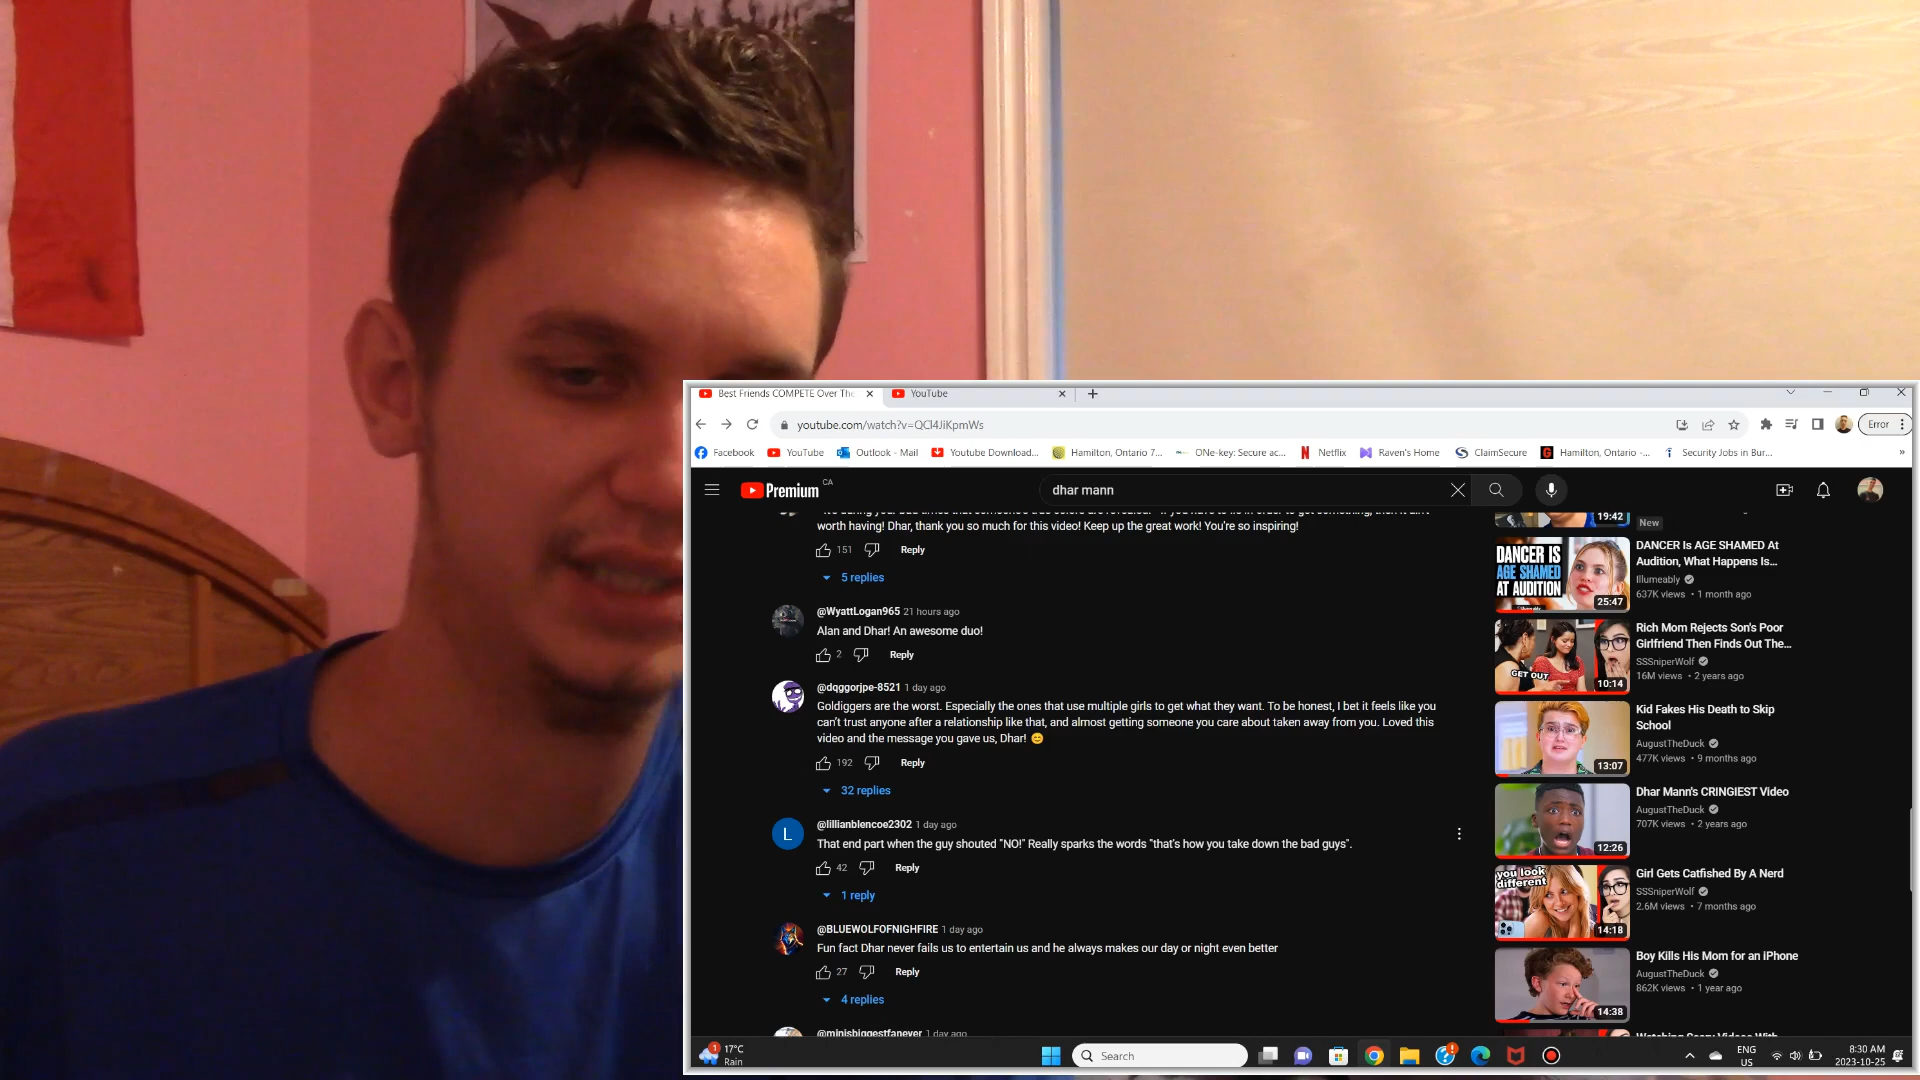 Best Friends COMPETE Over The
YouTube
youtube.com/watch?v=QCl4JiKpmWs
Error
Facebook
YouTube
Outlook - Mail
Youtube Download...
Hamilton, Ontario 7...
ONe-key: Secure ac...
Netflix
Raven's Home
ClaimSecure
Hamilton, Ontario -...
Security Jobs in Bur...
»
Premium
CA
dhar mann
worth having! Dhar, thank you so much for this video! Keep up the great work! You're so inspiring!
151
Reply
5 replies
@WyattLogan965 21 hours ago
Alan and Dhar! An awesome duo!
2
Reply
@dqggorjpe-8521 1 day ago
Goldiggers are the worst. Especially the ones that use multiple girls to get what they want. To be honest, I bet it feels like you
can't trust anyone after a relationship like that, and almost getting someone you care about taken away from you. Loved this
video and the message you gave us, Dhar! 😊
192
Reply
32 replies
L
@lillianblencoe2302 1 day ago
That end part when the guy shouted "NO!" Really sparks the words "that's how you take down the bad guys".
42
Reply
1 reply
@BLUEWOLFOFNIGHFIRE 1 day ago
Fun fact Dhar never fails us to entertain us and he always makes our day or night even better
27
Reply
4 replies
@minisbiggestfanever 1 day ago
19:42
New
DANCER IS
AGE SHAMED
AT AUDITION
25:47
DANCER Is AGE SHAMED At
Audition, What Happens Is...
Illumeably
637K views • 1 month ago
GET OUT
10:14
Rich Mom Rejects Son's Poor
Girlfriend Then Finds Out The...
SSSniperWolf
16M views • 2 years ago
13:07
Kid Fakes His Death to Skip
School
AugustTheDuck
477K views • 9 months ago
12:26
Dhar Mann's CRINGIEST Video
AugustTheDuck
707K views • 2 years ago
you look
different
14:18
Girl Gets Catfished By A Nerd
SSSniperWolf
2.6M views • 7 months ago
14:38
Boy Kills His Mom for an iPhone
AugustTheDuck
862K views • 1 year ago
1
17°C
Rain
Search
ENG
US
8:30 AM
2023-10-25